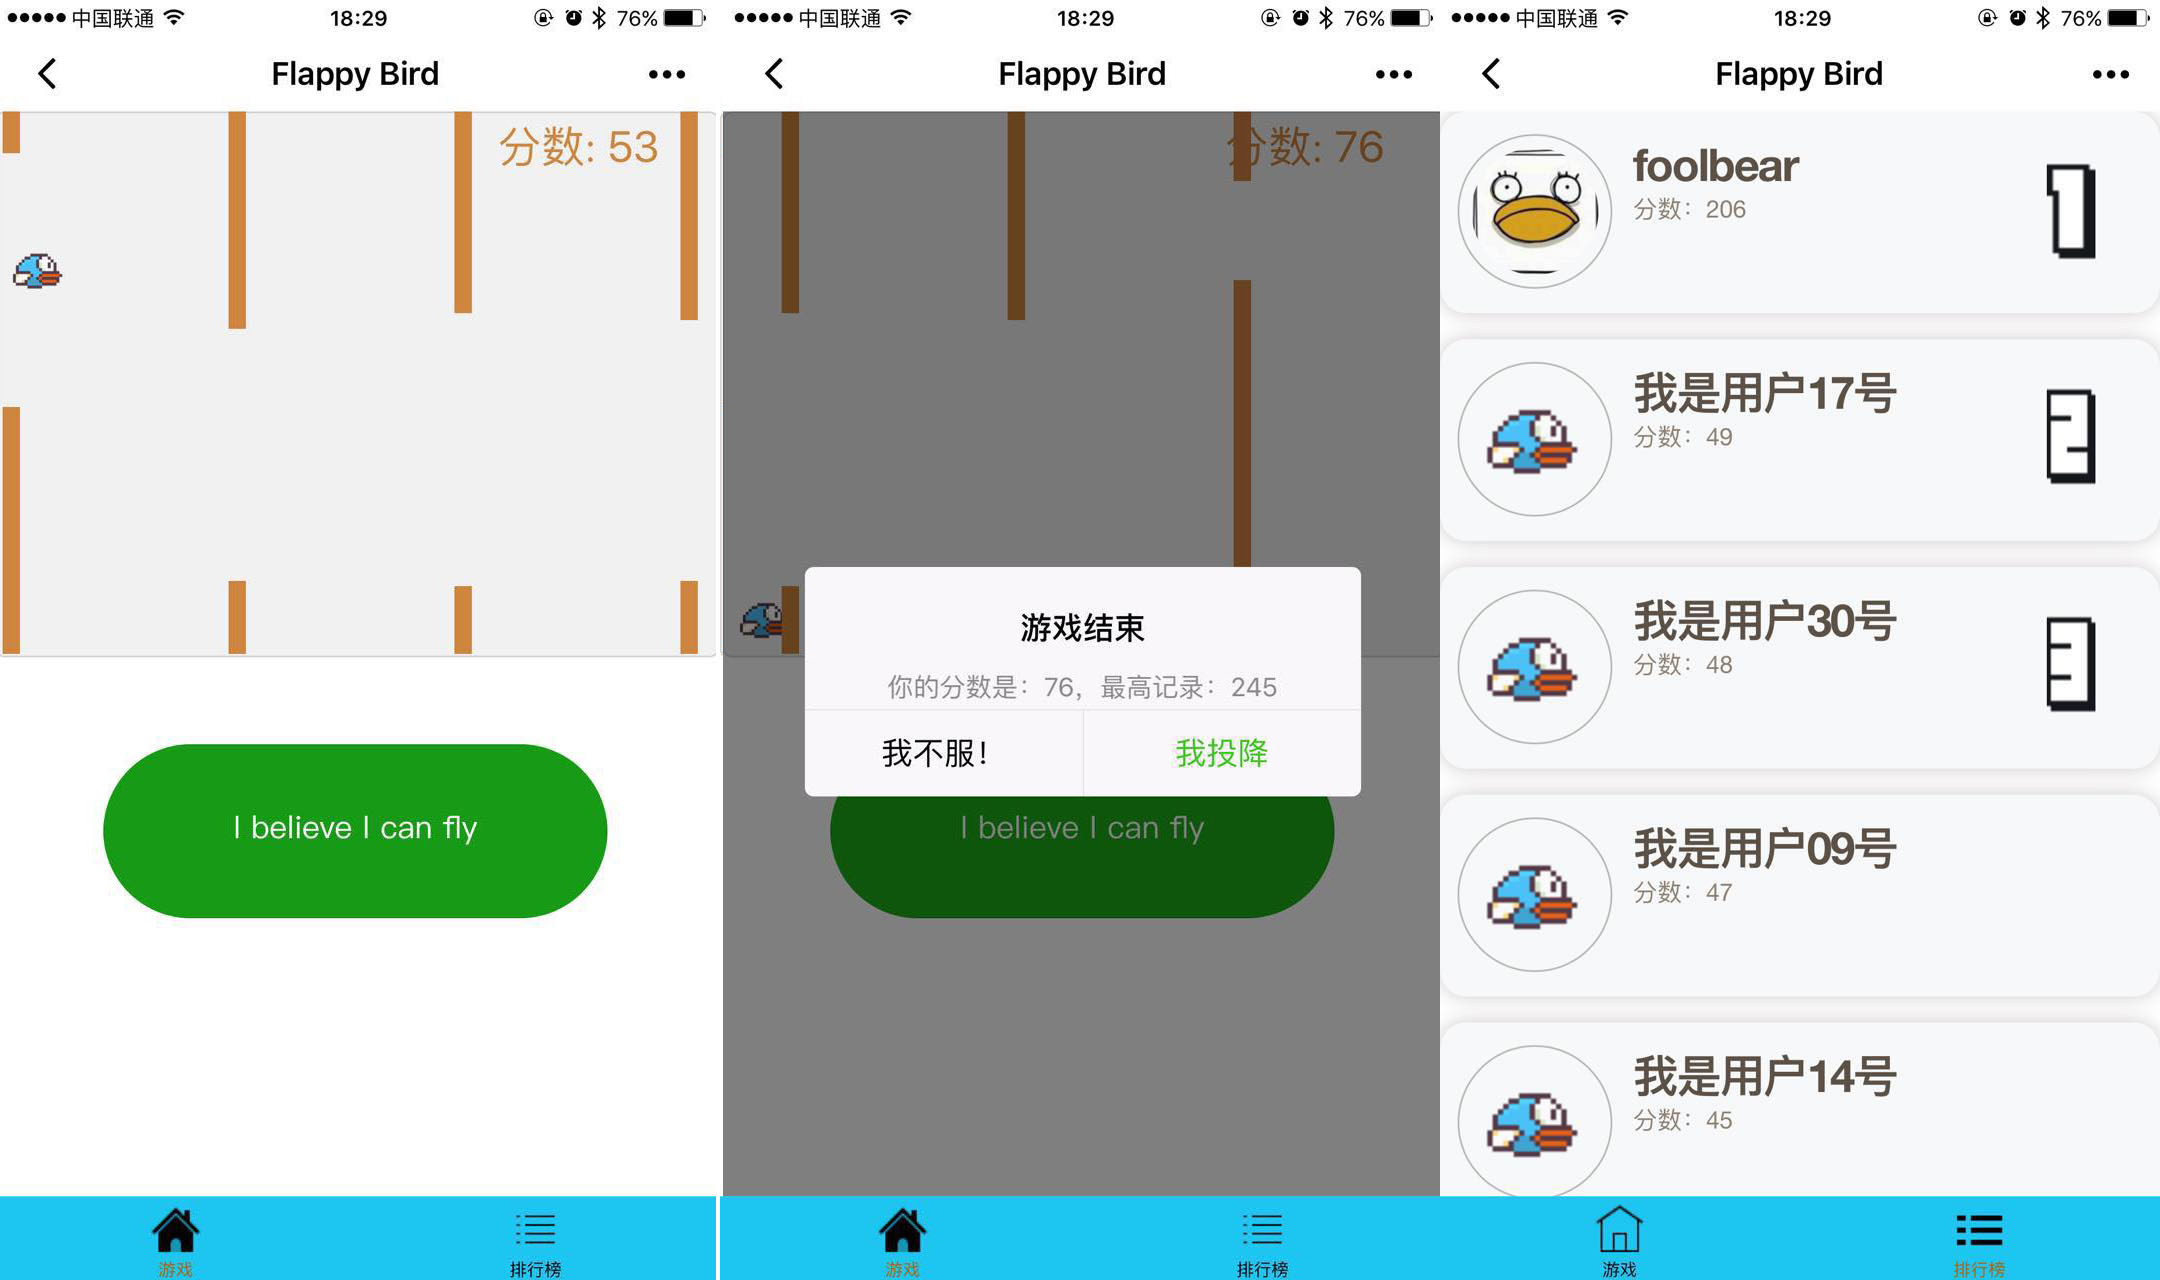 中国联通 18:29 76%
Flappy Bird
分数: 53
I believe I can fly
游戏 排行榜
中国联通 18:29 76%
Flappy Bird
分数: 76
游戏结束
你的分数是：76，最高记录：245
我不服！ 我投降
I believe I can fly
游戏 排行榜
中国联通 18:29 76%
Flappy Bird
foolbear
分数：206
1
我是用户17号
分数：49
2
我是用户30号
分数：48
3
我是用户09号
分数：47
我是用户14号
分数：45
游戏 排行榜